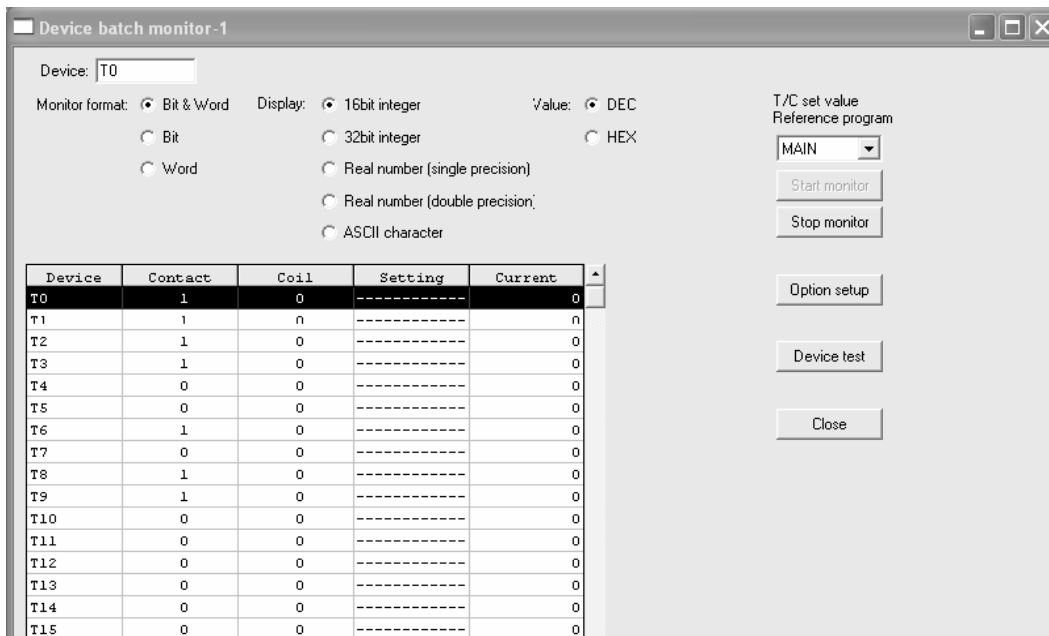 Device batch monitor-1
Device: T0
Monitor format: Bit & Word Display: 16bit integer Value: DEC
Bit 32bit integer HEX
Word Real number (single precision)
Real number (double precision)
ASCII character
T/C set value
Reference program
MAIN
Start monitor
Stop monitor
Option setup
Device test
Close
Device Contact Coil Setting Current
T0 1 0 ------------ 0
T1 1 0 ------------ 0
T2 1 0 ------------ 0
T3 1 0 ------------ 0
T4 0 0 ------------ 0
T5 0 0 ------------ 0
T6 1 0 ------------ 0
T7 0 0 ------------ 0
T8 1 0 ------------ 0
T9 1 0 ------------ 0
T10 0 0 ------------ 0
T11 0 0 ------------ 0
T12 0 0 ------------ 0
T13 0 0 ------------ 0
T14 0 0 ------------ 0
T15 0 0 ------------ 0